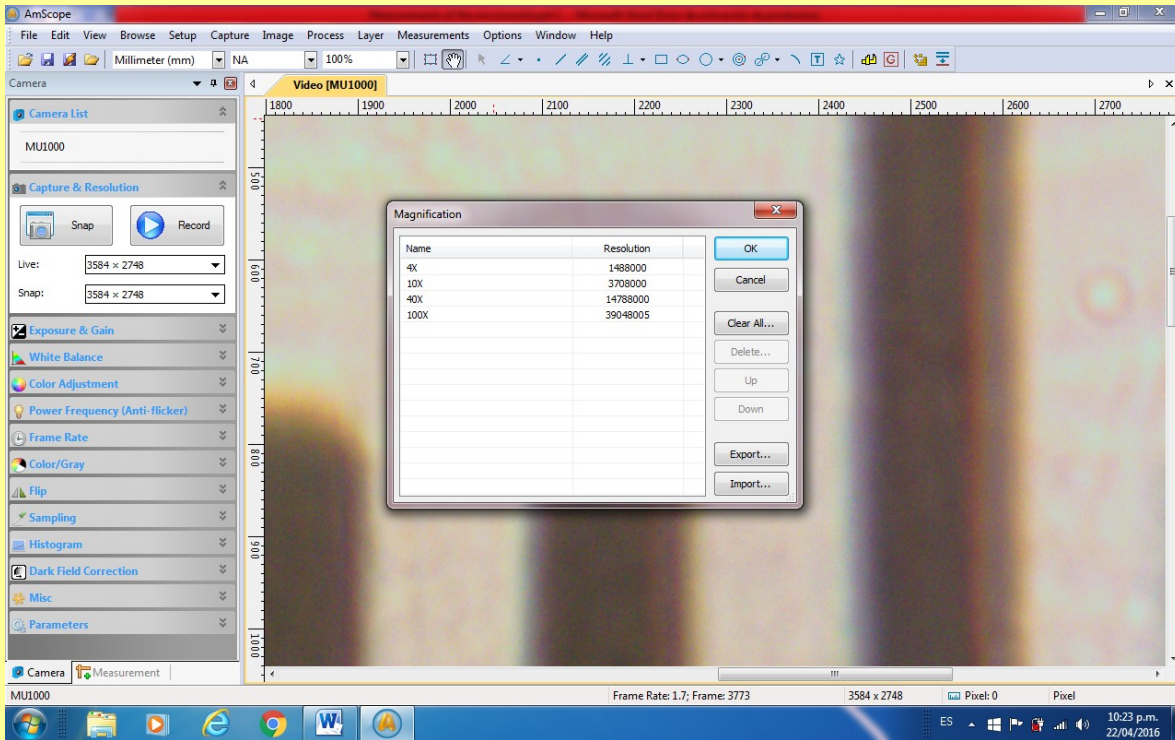 AmScope
File Edit View Browse Setup Capture Image Process Layer Measurements Options Window Help
Millimeter (mm) NA 100%
Camera
Video [MU1000]
1800 1900 2000 2100 2200 2300 2400 2500 2600 2700
Camera List
MU1000
Capture & Resolution
Snap Record
Live: 3584 × 2748
Snap: 3584 × 2748
Exposure & Gain
White Balance
Color Adjustment
Power Frequency (Anti-flicker)
Frame Rate
Color/Gray
Flip
Sampling
Histogram
Dark Field Correction
Misc
Parameters
Camera Measurement
500
600
700
800
900
1000
Magnification
Name Resolution
4X 1488000
10X 3708000
40X 14788000
100X 39048005
OK
Cancel
Clear All...
Delete...
Up
Down
Export...
Import...
MU1000 Frame Rate: 1.7; Frame: 3773 3584 x 2748 Pixel: 0 Pixel
ES 10:23 p.m.
22/04/2016